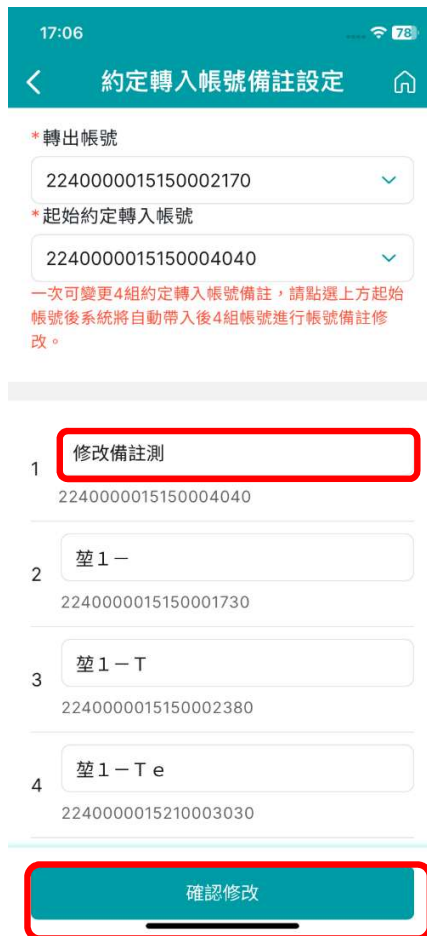 17:06
78
約定轉入帳號備註設定
*轉出帳號
2240000015150002170
*起始約定轉入帳號
2240000015150004040
一次可變更4組約定轉入帳號備註,請點選上方起始
帳號後系統將自動帶入後4組帳號進行帳號備註修
改。
1
修改備註測
2240000015150004040
2
堃1-
2240000015150001730
3
堃1-T
2240000015150002380
4
堃1-Te
2240000015210003030
確認修改